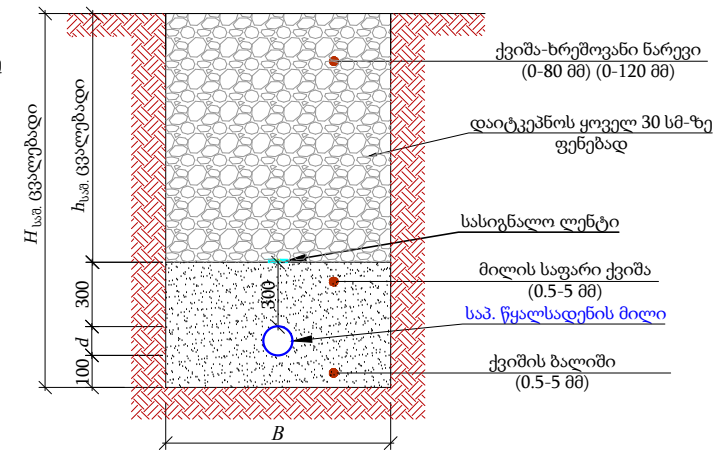 ქვიშა-ხრეშოვანი ნარევი
(0-80 მმ) (0-120 მმ)
დაიტკეპნოს ყოველ 30 სმ-ზე
ფენებად
სასიგნალო ლენტი
მილის საფარი ქვიშა
(0.5-5 მმ)
საპ. წყალსადენის მილი
ქვიშის ბალიში
(0.5-5 მმ)
H საშ. ცვალებადი
h საშ. ცვალებადი
300
300
d
100
B